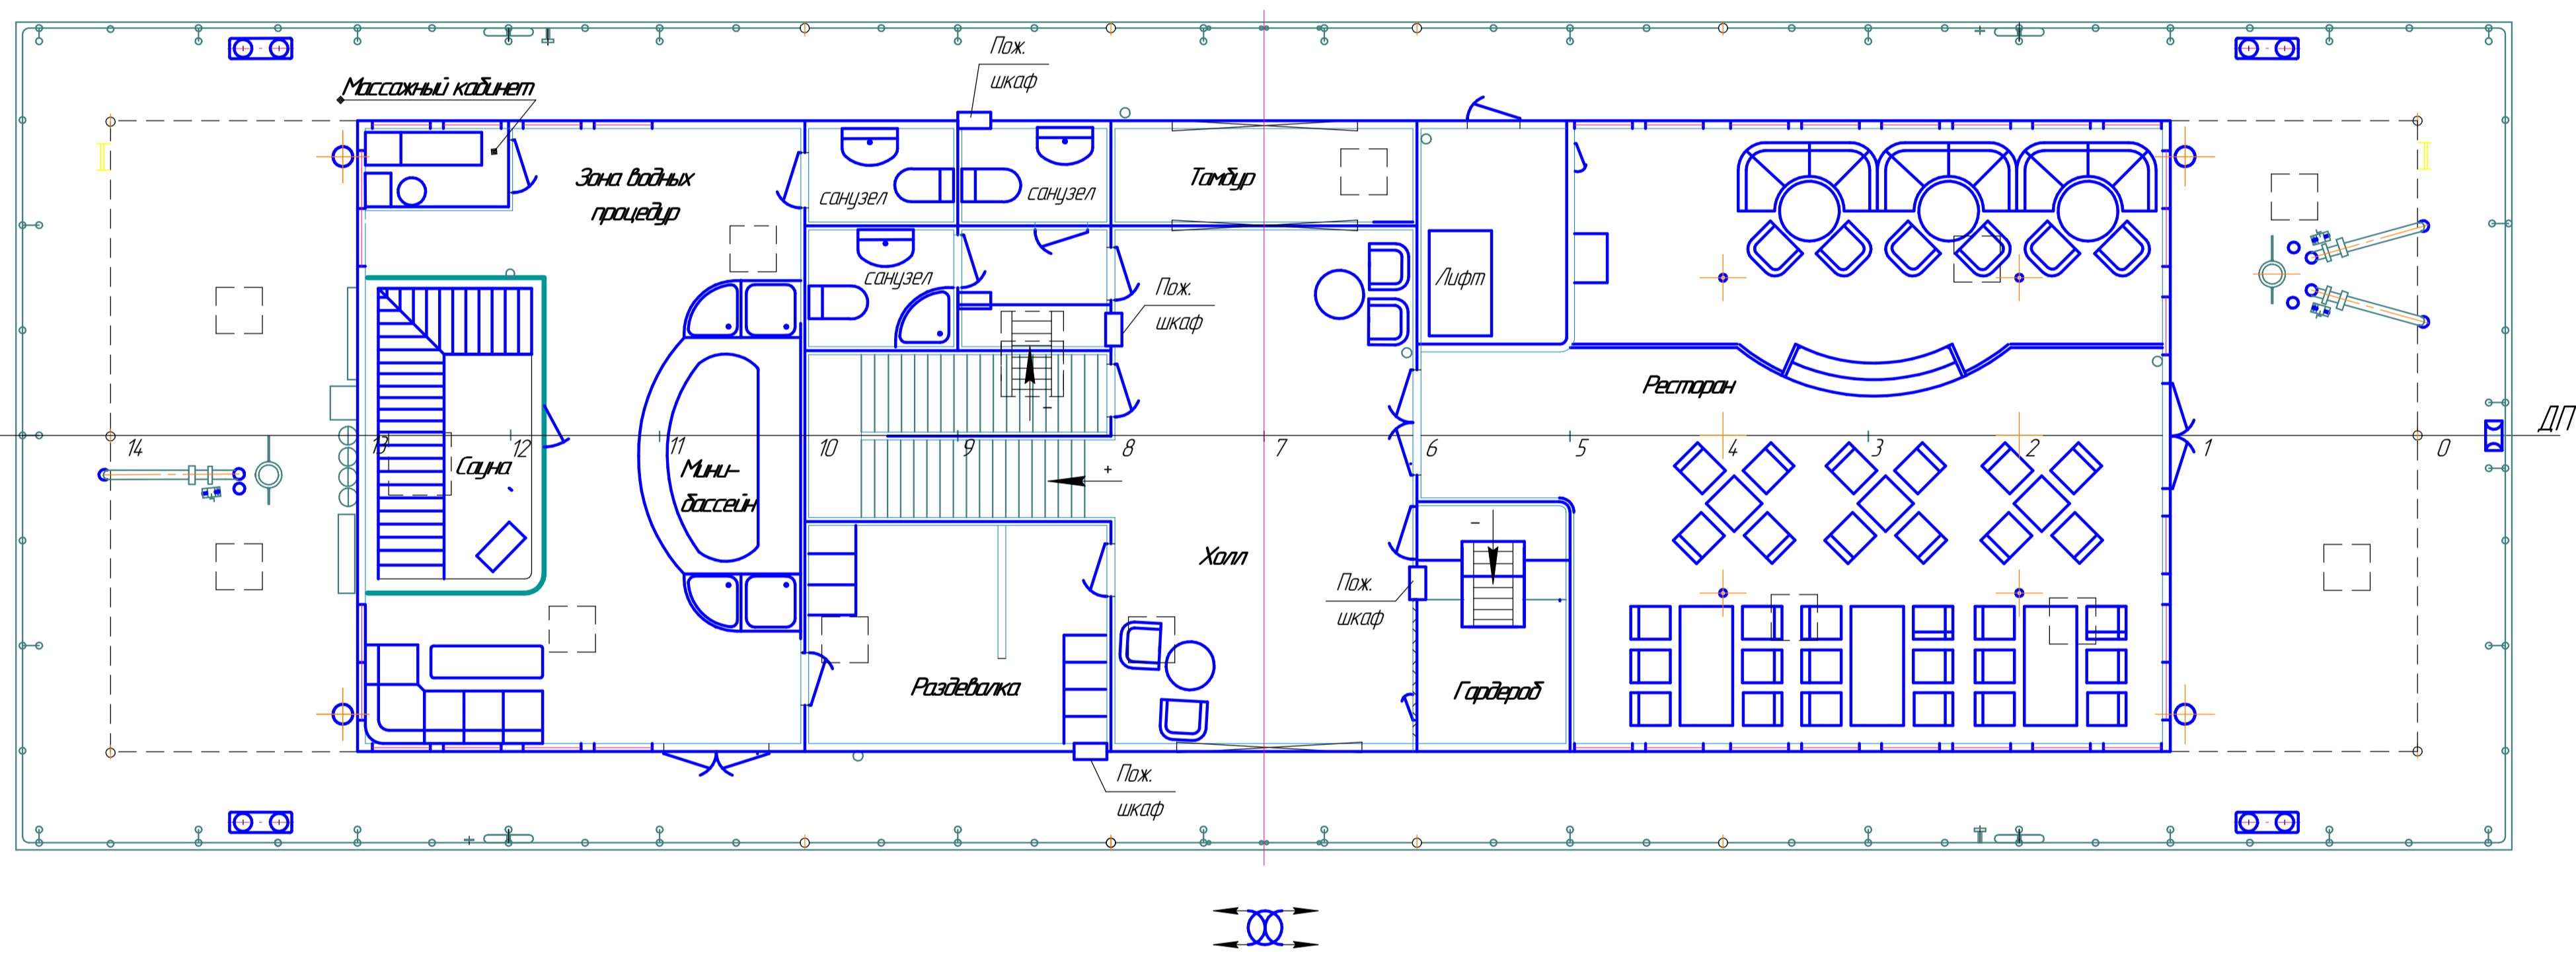 Пож.
шкаф
Массажный кабинет
Зона водных
процедур
санузел
санузел
Тамбур
санузел
Лифт
Пож.
шкаф
Ресторан
ДП
14
13
12
11
10
9
8
7
6
5
4
3
2
1
0
Сауна
Мини-
бассейн
+
-
-
Холл
Пож.
шкаф
Раздевалка
Гардероб
Пож.
шкаф